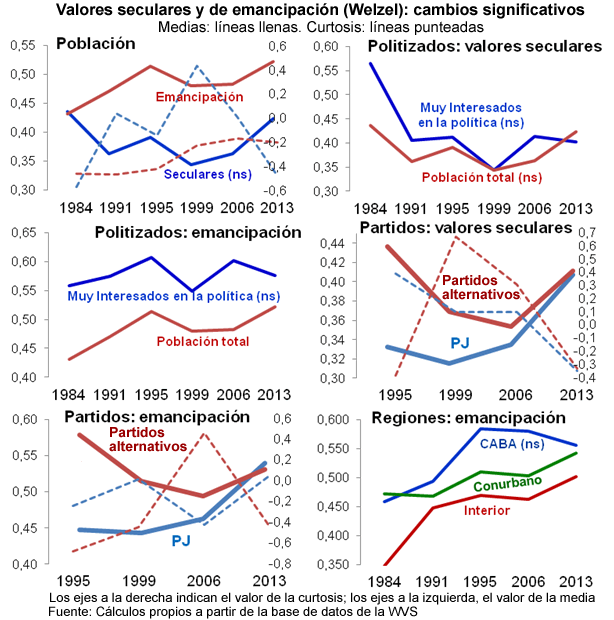 Valores seculares y de emancipación (Welzel): cambios significativos
Medias: líneas llenas. Curtosis: líneas punteadas
Población
0,55
0,50
0,45
0,40
0,35
0,30
0,6
0,4
0,2
0,0
-0,2
-0,4
-0,6
Emancipación
Seculares (ns)
1984 1991 1995 1999 2006 2013
Politizados: valores seculares
0,60
0,55
0,50
0,45
0,40
0,35
0,30
Muy Interesados
en la política (ns)
Población total (ns)
1984 1991 1995 1999 2006 2013
Politizados: emancipación
0,65
0,60
0,55
0,50
0,45
0,40
Muy Interesados en la política (ns)
Población total
1984 1991 1995 1999 2006 2013
Partidos: valores seculares
0,44
0,42
0,40
0,38
0,36
0,34
0,32
0,30
0,7
0,6
0,5
0,4
0,3
0,2
0,1
0,0
-0,1
-0,2
-0,3
-0,4
Partidos
alternativos
PJ
1995 1999 2006 2013
Partidos: emancipación
0,60
0,55
0,50
0,45
0,40
0,6
0,4
0,2
0,0
-0,2
-0,4
-0,6
-0,8
Partidos
alternativos
PJ
1995 1999 2006 2013
Regiones: emancipación
0,600
0,550
0,500
0,450
0,400
0,350
CABA (ns)
Conurbano
Interior
1984 1991 1995 1999 2006 2013
Los ejes a la derecha indican el valor de la curtosis; los ejes a la izquierda, el valor de la media
Fuente: Cálculos propios a partir de la base de datos de la WVS